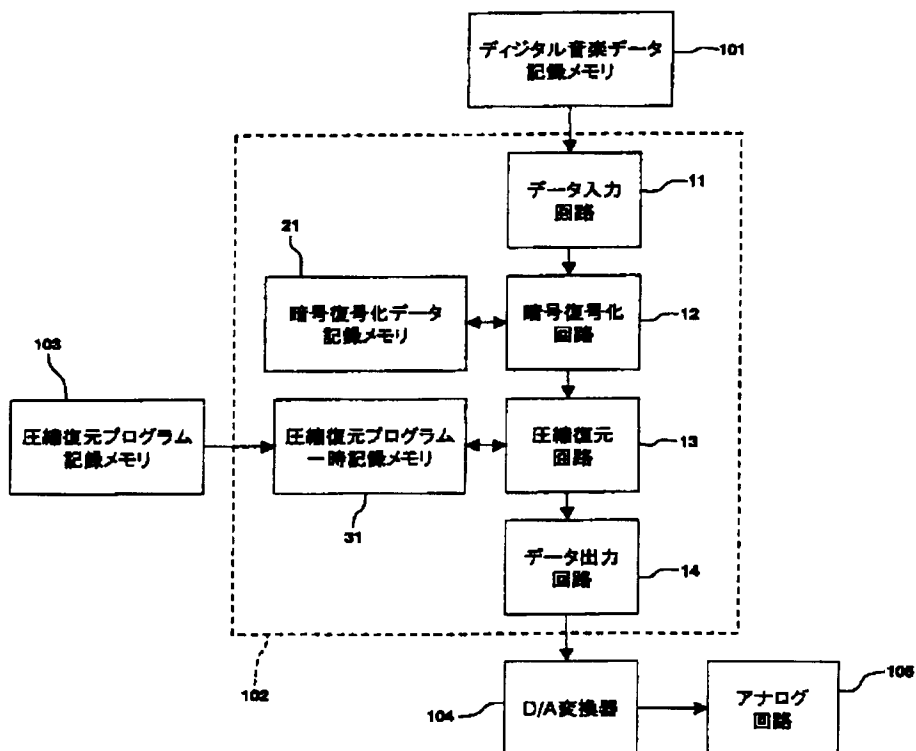 ディジタル音楽データ
記録メモリ
101
データ入力
回路
11
21
暗号復号化データ
記録メモリ
暗号復号化
回路
12
103
圧縮復元プログラム
記録メモリ
圧縮復元プログラム
一時記録メモリ
31
圧縮復元
回路
13
データ出力
回路
14
102
104
D/A変換器
アナログ
回路
105